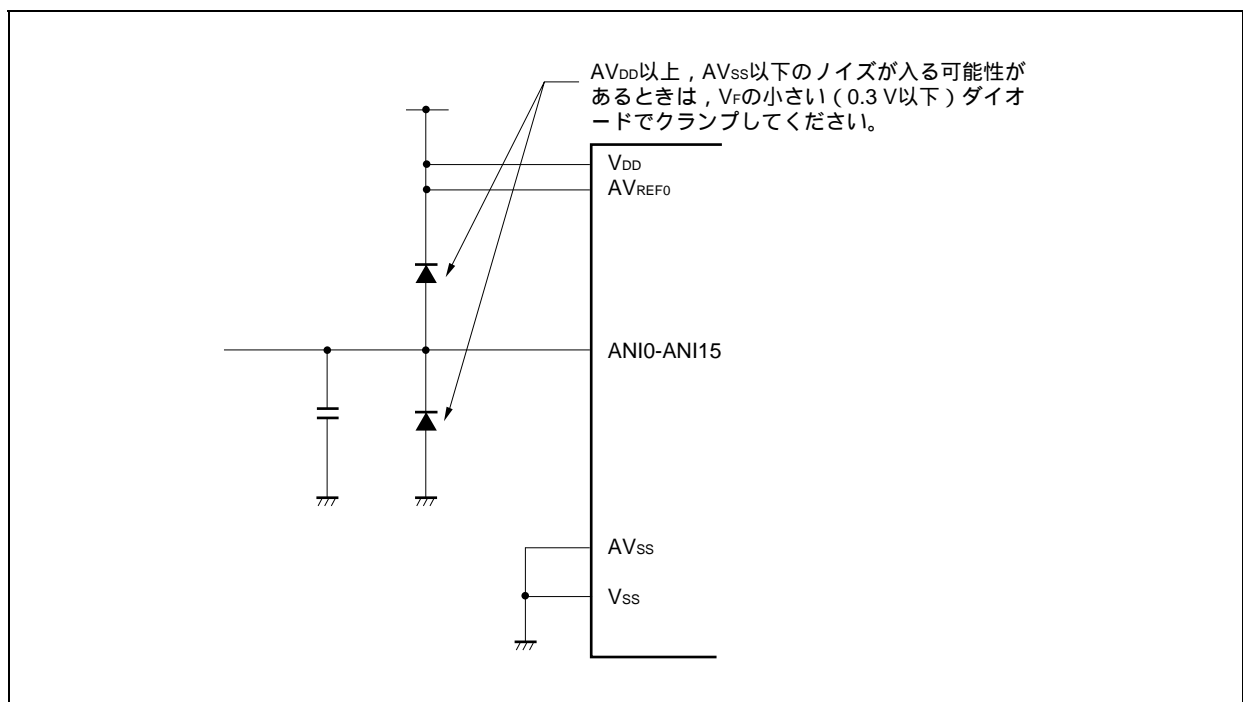 AVDD以上，AVSS以下のノイズが入る可能性が
あるときは，VFの小さい（0.3 V以下）ダイオ
ードでクランプしてください。
VDD
AVREF0
ANI0-ANI15
AVSS
VSS